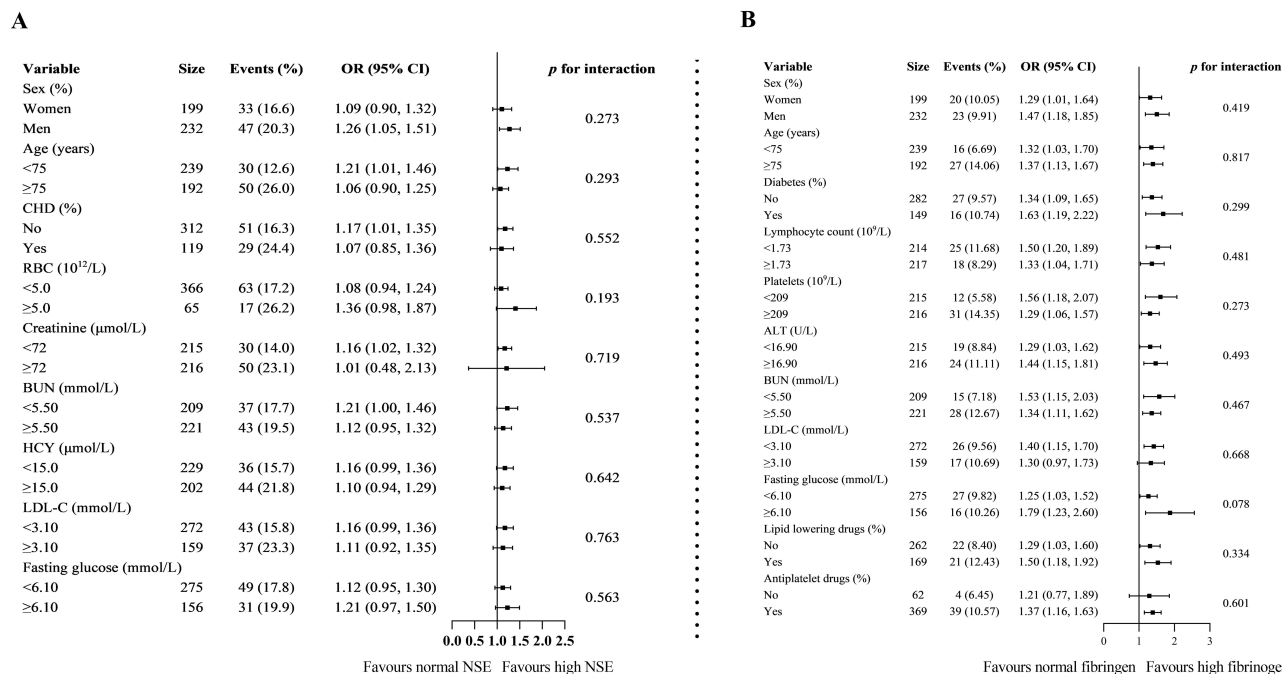 A
Variable Size Events (%) OR (95% CI) p for interaction
Sex (%)
Women 199 33 (16.6) 1.09 (0.90, 1.32)
0.273
Men 232 47 (20.3) 1.26 (1.05, 1.51)
Age (years)
<75 239 30 (12.6) 1.21 (1.01, 1.46)
0.293
≥75 192 50 (26.0) 1.06 (0.90, 1.25)
CHD (%)
No 312 51 (16.3) 1.17 (1.01, 1.35)
0.552
Yes 119 29 (24.4) 1.07 (0.85, 1.36)
RBC (10¹²/L)
<5.0 366 63 (17.2) 1.08 (0.94, 1.24)
0.193
≥5.0 65 17 (26.2) 1.36 (0.98, 1.87)
Creatinine (μmol/L)
<72 215 30 (14.0) 1.16 (1.02, 1.32)
0.719
≥72 216 50 (23.1) 1.01 (0.48, 2.13)
BUN (mmol/L)
<5.50 209 37 (17.7) 1.21 (1.00, 1.46)
0.537
≥5.50 221 43 (19.5) 1.12 (0.95, 1.32)
HCY (μmol/L)
<15.0 229 36 (15.7) 1.16 (0.99, 1.36)
0.642
≥15.0 202 44 (21.8) 1.10 (0.94, 1.29)
LDL-C (mmol/L)
<3.10 272 43 (15.8) 1.16 (0.99, 1.36)
0.763
≥3.10 159 37 (23.3) 1.11 (0.92, 1.35)
Fasting glucose (mmol/L)
<6.10 275 49 (17.8) 1.12 (0.95, 1.30)
0.563
≥6.10 156 31 (19.9) 1.21 (0.97, 1.50)
0.0 0.5 1.0 1.5 2.0 2.5
Favours normal NSE Favours high NSE
B
Variable Size Events (%) OR (95% CI) p for interaction
Sex (%)
Women 199 20 (10.05) 1.29 (1.01, 1.64)
0.419
Men 232 23 (9.91) 1.47 (1.18, 1.85)
Age (years)
<75 239 16 (6.69) 1.32 (1.03, 1.70)
0.817
≥75 192 27 (14.06) 1.37 (1.13, 1.67)
Diabetes (%)
No 282 27 (9.57) 1.34 (1.09, 1.65)
0.299
Yes 149 16 (10.74) 1.63 (1.19, 2.22)
Lymphocyte count (10⁹/L)
<1.73 214 25 (11.68) 1.50 (1.20, 1.89)
0.481
≥1.73 217 18 (8.29) 1.33 (1.04, 1.71)
Platelets (10⁹/L)
<209 215 12 (5.58) 1.56 (1.18, 2.07)
0.273
≥209 216 31 (14.35) 1.29 (1.06, 1.57)
ALT (U/L)
<16.90 215 19 (8.84) 1.29 (1.03, 1.62)
0.493
≥16.90 216 24 (11.11) 1.44 (1.15, 1.81)
BUN (mmol/L)
<5.50 209 15 (7.18) 1.53 (1.15, 2.03)
0.467
≥5.50 221 28 (12.67) 1.34 (1.11, 1.62)
LDL-C (mmol/L)
<3.10 272 26 (9.56) 1.40 (1.15, 1.70)
0.668
≥3.10 159 17 (10.69) 1.30 (0.97, 1.73)
Fasting glucose (mmol/L)
<6.10 275 27 (9.82) 1.25 (1.03, 1.52)
0.078
≥6.10 156 16 (10.26) 1.79 (1.23, 2.60)
Lipid lowering drugs (%)
No 262 22 (8.40) 1.29 (1.03, 1.60)
0.334
Yes 169 21 (12.43) 1.50 (1.18, 1.92)
Antiplatelet drugs (%)
No 62 4 (6.45) 1.21 (0.77, 1.89)
0.601
Yes 369 39 (10.57) 1.37 (1.16, 1.63)
0 1 2 3
Favours normal fibringen Favours high fibrinoge